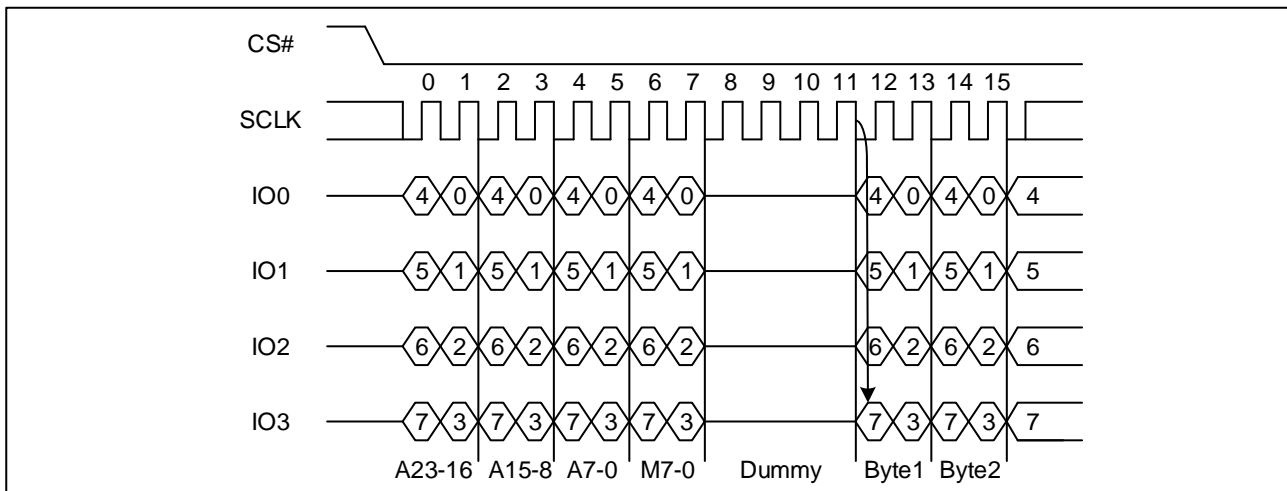 CS#
0 1 2 3 4 5 6 7 8 9 10 11 12 13 14 15
SCLK
IO0 4 0 4 0 4 0 4 0 4 0 4 0 4
IO1 5 1 5 1 5 1 5 1 5 1 5 1 5
IO2 6 2 6 2 6 2 6 2 6 2 6 2 6
IO3 7 3 7 3 7 3 7 3 7 3 7 3 7
A23-16 A15-8 A7-0 M7-0 Dummy Byte1 Byte2